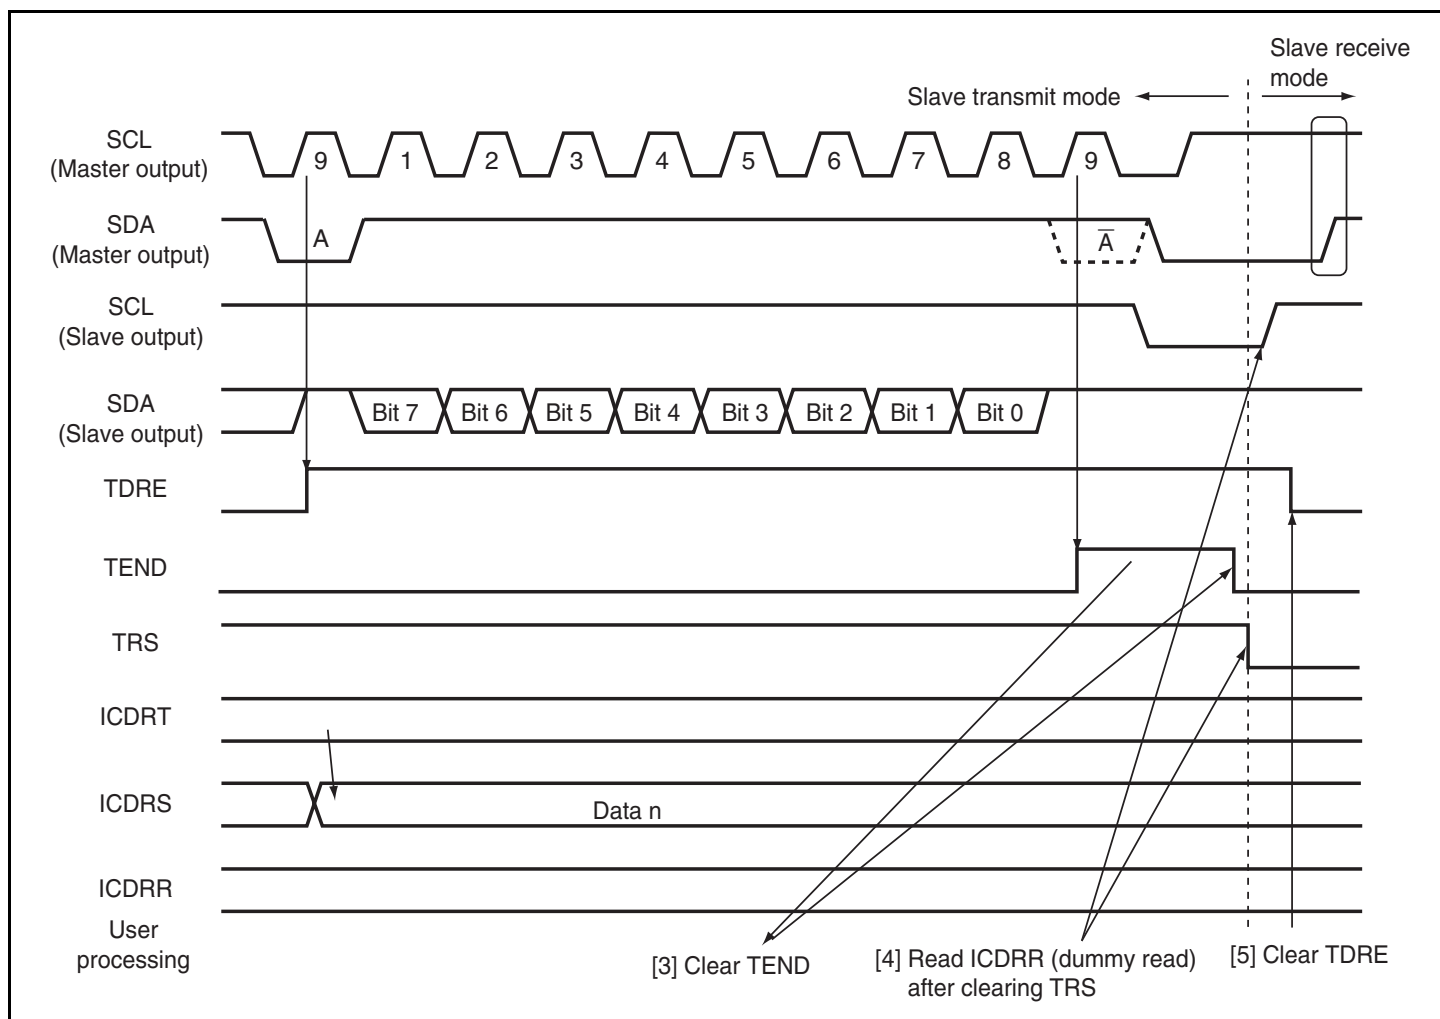 Slave receive
mode
Slave transmit mode
SCL
(Master output)
9 1 2 3 4 5 6 7 8 9
SDA
(Master output)
A A̅
SCL
(Slave output)
SDA
(Slave output)
Bit 7 Bit 6 Bit 5 Bit 4 Bit 3 Bit 2 Bit 1 Bit 0
TDRE
TEND
TRS
ICDRT
ICDRS
Data n
ICDRR
User
processing
[3] Clear TEND
[4] Read ICDRR (dummy read)
after clearing TRS
[5] Clear TDRE